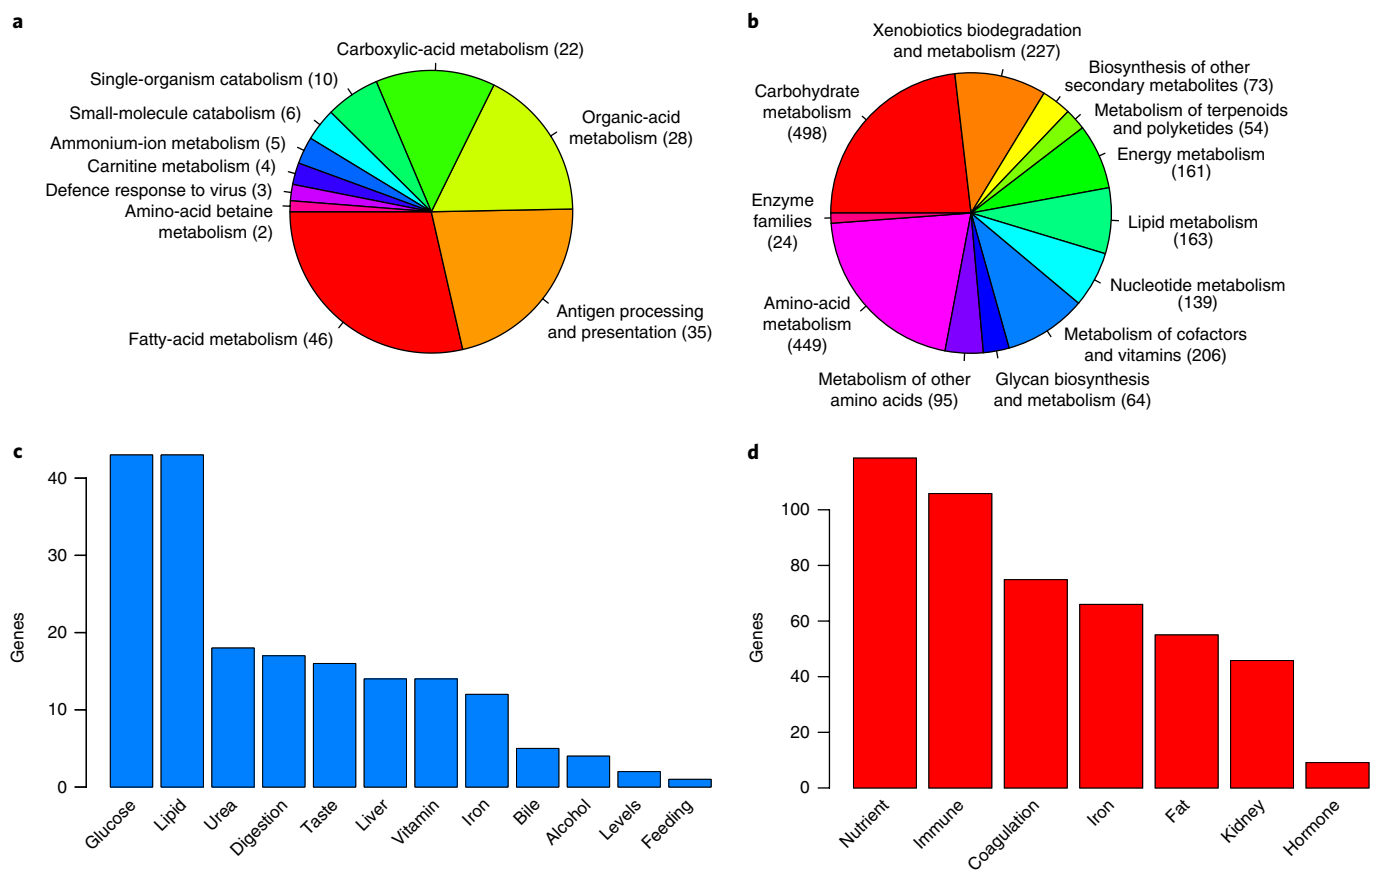 a
Carboxylic-acid metabolism (22)
Single-organism catabolism (10)
Small-molecule catabolism (6)
Ammonium-ion metabolism (5)
Carnitine metabolism (4)
Defence response to virus (3)
Amino-acid betaine
metabolism (2)
Fatty-acid metabolism (46)
Organic-acid
metabolism (28)
Antigen processing
and presentation (35)
b
Xenobiotics biodegradation
and metabolism (227)
Biosynthesis of other
secondary metabolites (73)
Metabolism of terpenoids
and polyketides (54)
Energy metabolism
(161)
Lipid metabolism
(163)
Nucleotide metabolism
(139)
Metabolism of cofactors
and vitamins (206)
Glycan biosynthesis
and metabolism (64)
Metabolism of other
amino acids (95)
Amino-acid
metabolism
(449)
Enzyme
families
(24)
Carbohydrate
metabolism
(498)
c
Genes
40
30
20
10
0
Glucose
Lipid
Urea
Digestion
Taste
Liver
Vitamin
Iron
Bile
Alcohol
Levels
Feeding
d
Genes
100
80
60
40
20
0
Nutrient
Immune
Coagulation
Iron
Fat
Kidney
Hormone